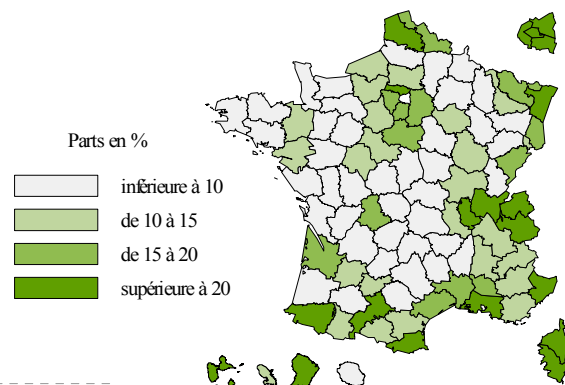 Parts en %
inférieure à 10
de 10 à 15
de 15 à 20
supérieure à 20